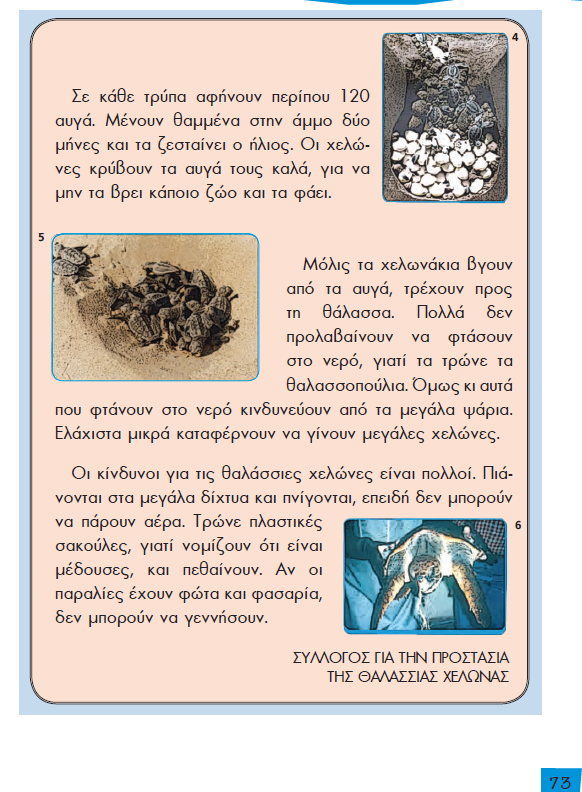 4
Σε κάθε τρύπα αφήνουν περίπου 120
αυγά. Μένουν θαμμένα στην άμμο δύο
μήνες και τα ζεσταίνει ο ήλιος. Οι χελώ-
νες κρύβουν τα αυγά τους καλά, για να
μην τα βρει κάποιο ζώο και τα φάει.
5
Μόλις τα χελωνάκια βγουν
από τα αυγά, τρέχουν προς
τη θάλασσα. Πολλά δεν
προλαβαίνουν να φτάσουν
στο νερό, γιατί τα τρώνε τα
θαλασσοπούλια. Όμως κι αυτά
που φτάνουν στο νερό κινδυνεύουν από τα μεγάλα ψάρια.
Ελάχιστα μικρά καταφέρνουν να γίνουν μεγάλες χελώνες.
Οι κίνδυνοι για τις θαλάσσιες χελώνες είναι πολλοί. Πιά-
νονται στα μεγάλα δίχτυα και πνίγονται, επειδή δεν μπορούν
να πάρουν αέρα. Τρώνε πλαστικές
σακούλες, γιατί νομίζουν ότι είναι
μέδουσες, και πεθαίνουν. Αν οι
παραλίες έχουν φώτα και φασαρία,
δεν μπορούν να γεννήσουν.
6
ΣΥΛΛΟΓΟΣ ΓΙΑ ΤΗΝ ΠΡΟΣΤΑΣΙΑ
ΤΗΣ ΘΑΛΑΣΣΙΑΣ ΧΕΛΩΝΑΣ
73